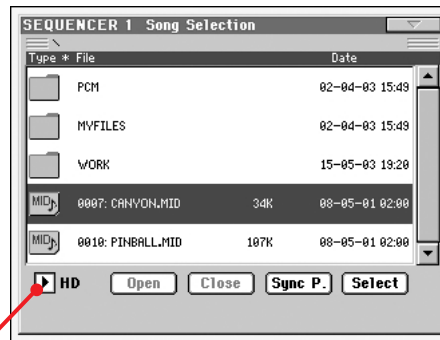 SEQUENCER 1 Song Selection
Type * File Date
PCM 02-04-03 15:49
MYFILES 02-04-03 15:49
WORK 15-05-03 19:20
MID 0007: CANYON.MID 34K 08-05-01 02:00
MID 0010: PINBALL.MID 107K 08-05-01 02:00
HD Open Close Sync P. Select